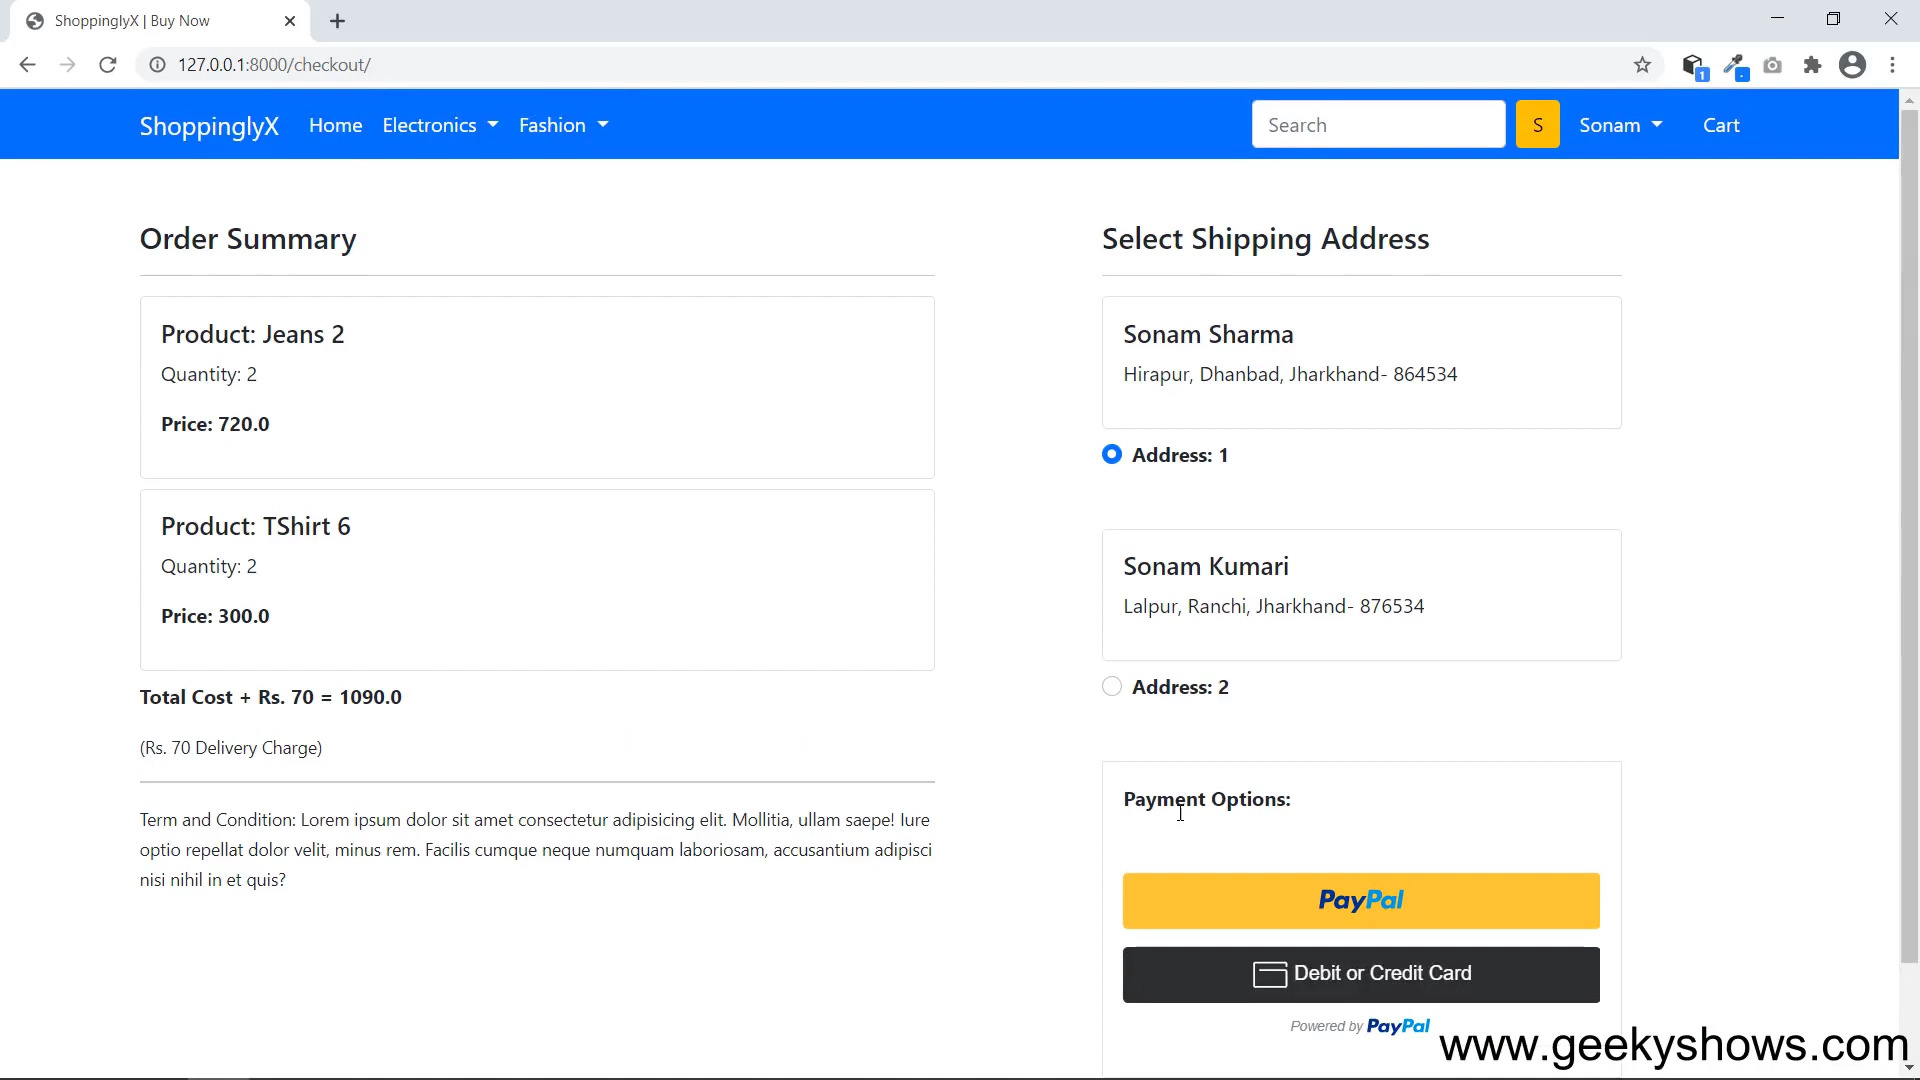 ShoppinglyX | Buy Now
127.0.0.1:8000/checkout/
1
ShoppinglyX Home Electronics Fashion Search S Sonam Cart
Order Summary
Product: Jeans 2
Quantity: 2
Price: 720.0
Product: TShirt 6
Quantity: 2
Price: 300.0
Total Cost + Rs. 70 = 1090.0
(Rs. 70 Delivery Charge)
Term and Condition: Lorem ipsum dolor sit amet consectetur adipisicing elit. Mollitia, ullam saepe! Iure
optio repellat dolor velit, minus rem. Facilis cumque neque numquam laboriosam, accusantium adipisci
nisi nihil in et quis?
Select Shipping Address
Sonam Sharma
Hirapur, Dhanbad, Jharkhand- 864534
Address: 1
Sonam Kumari
Lalpur, Ranchi, Jharkhand- 876534
Address: 2
Payment Options:
PayPal
Debit or Credit Card
Powered by PayPal
www.geekyshows.com